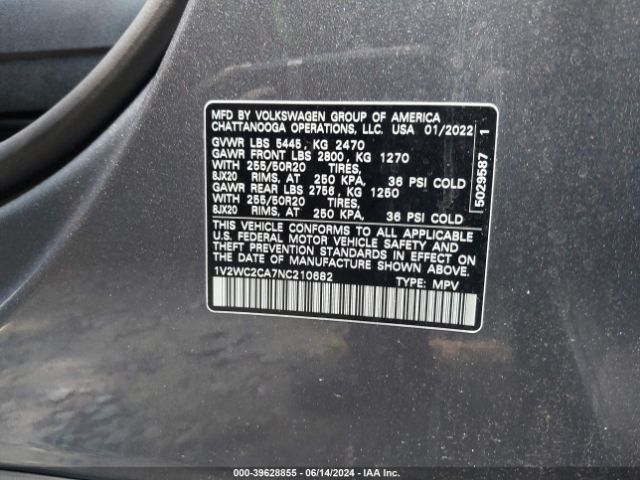 MFD BY VOLKSWAGEN GROUP OF AMERICA
CHATTANOOGA OPERATIONS, LLC. USA 01/2022
GVWR LBS 5445, KG 2470
GAWR FRONT LBS 2800, KG 1270
WITH 255/50R20 TIRES,
8JX20 RIMS, AT 250 KPA, 36 PSI COLD
GAWR REAR LBS 2756, KG 1250
WITH 255/50R20 TIRES,
8JX20 RIMS, AT 250 KPA, 36 PSI COLD
THIS VEHICLE CONFORMS TO ALL APPLICABLE
U.S. FEDERAL MOTOR VEHICLE SAFETY AND
THEFT PREVENTION STANDARDS IN EFFECT ON
THE DATE OF MANUFACTURE SHOWN ABOVE.
1V2WC2CA7NC210682
TYPE: MPV
5029587 1
000-39628855 - 06/14/2024 - IAA Inc.